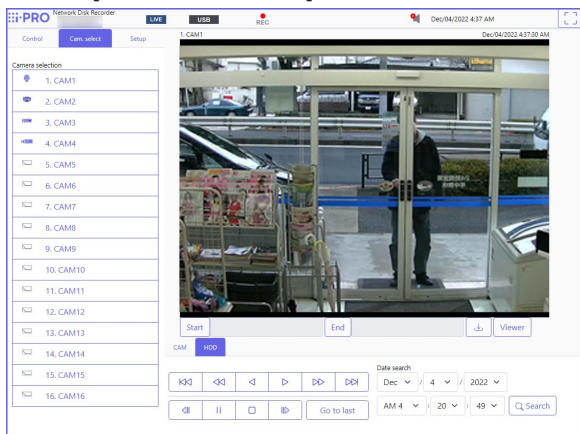 i-PRO Network Disk Recorder
LIVE
USB
REC
Dec/04/2022 4:37 AM
Control
Cam. select
Setup
1. CAM1
Dec/04/2022 4:37:30 AM
Camera selection
1. CAM1
2. CAM2
3. CAM3
4. CAM4
5. CAM5
6. CAM6
7. CAM7
8. CAM8
9. CAM9
10. CAM10
11. CAM11
12. CAM12
13. CAM13
14. CAM14
15. CAM15
16. CAM16
Start
End
Viewer
CAM
HDD
Go to last
Date search
Dec / 4 / 2022
AM 4 : 20 : 49
Search